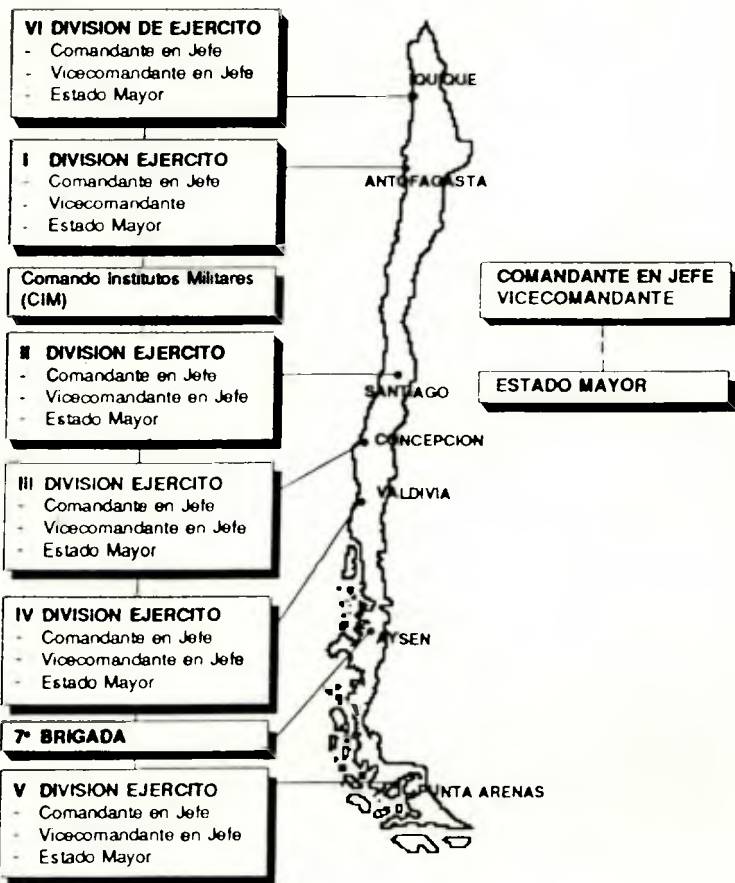 VI DIVISION DE EJERCITO
- Comandante en Jefe
- Vicecomandante en Jefe
- Estado Mayor
I DIVISION EJERCITO
- Comandante en Jefe
- Vicecomandante
- Estado Mayor
Comando Institutos Militares
(CIM)
II DIVISION EJERCITO
- Comandante en Jefe
- Vicecomandante en Jefe
- Estado Mayor
III DIVISION EJERCITO
- Comandante en Jefe
- Vicecomandante en Jefe
- Estado Mayor
IV DIVISION EJERCITO
- Comandante en Jefe
- Vicecomandante en Jefe
- Estado Mayor
7º BRIGADA
V DIVISION EJERCITO
- Comandante en Jefe
- Vicecomandante en Jefe
- Estado Mayor
IQUIQUE
ANTOFAGASTA
SANTIAGO
CONCEPCION
VALDIVIA
AYSEN
PUNTA ARENAS
COMANDANTE EN JEFE
VICECOMANDANTE
ESTADO MAYOR